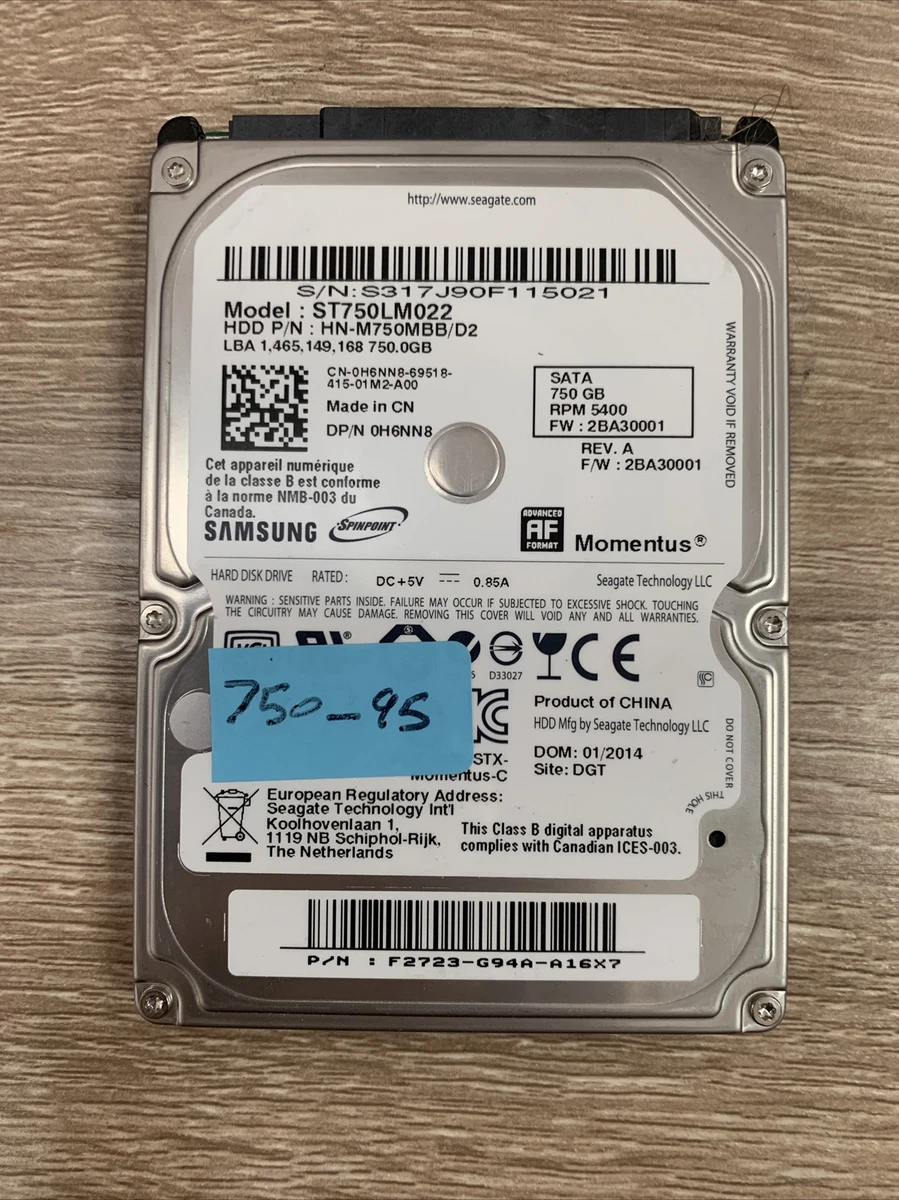 http://www.seagate.com
S/N:S317J90F115021
Model : ST750LM022
HDD P/N : HN-M750MBB/D2
LBA 1,465,149,168 750.0GB
CN-0H6NN8-69518-
415-01M2-A00
Made in CN
DP/N 0H6NN8
SATA
750 GB
RPM 5400
FW : 2BA30001
REV. A
F/W : 2BA30001
WARRANTY VOID IF REMOVED
Cet appareil numérique
de la classe B est conforme
à la norme NMB-003 du
Canada.
SAMSUNG SPINPOINT
ADVANCED
AF
FORMAT
Momentus®
HARD DISK DRIVE RATED : DC+5V 0.85A Seagate Technology LLC
WARNING : SENSITIVE PARTS INSIDE. FAILURE MAY OCCUR IF SUBJECTED TO EXCESSIVE SHOCK. TOUCHING
THE CIRCUITRY MAY CAUSE DAMAGE. REMOVING THIS COVER WILL VOID ANY AND ALL WARRANTIES.
D33027
CE
750-95
Product of CHINA
HDD Mfg by Seagate Technology LLC
DOM: 01/2014
Site: DGT
STX-
Momentus-C
DO NOT COVER
THIS HOLE
European Regulatory Address:
Seagate Technology Int'l
Koolhovenlaan 1,
1119 NB Schiphol-Rijk,
The Netherlands
This Class B digital apparatus
complies with Canadian ICES-003.
P/N : F2723-G94A-A16X7